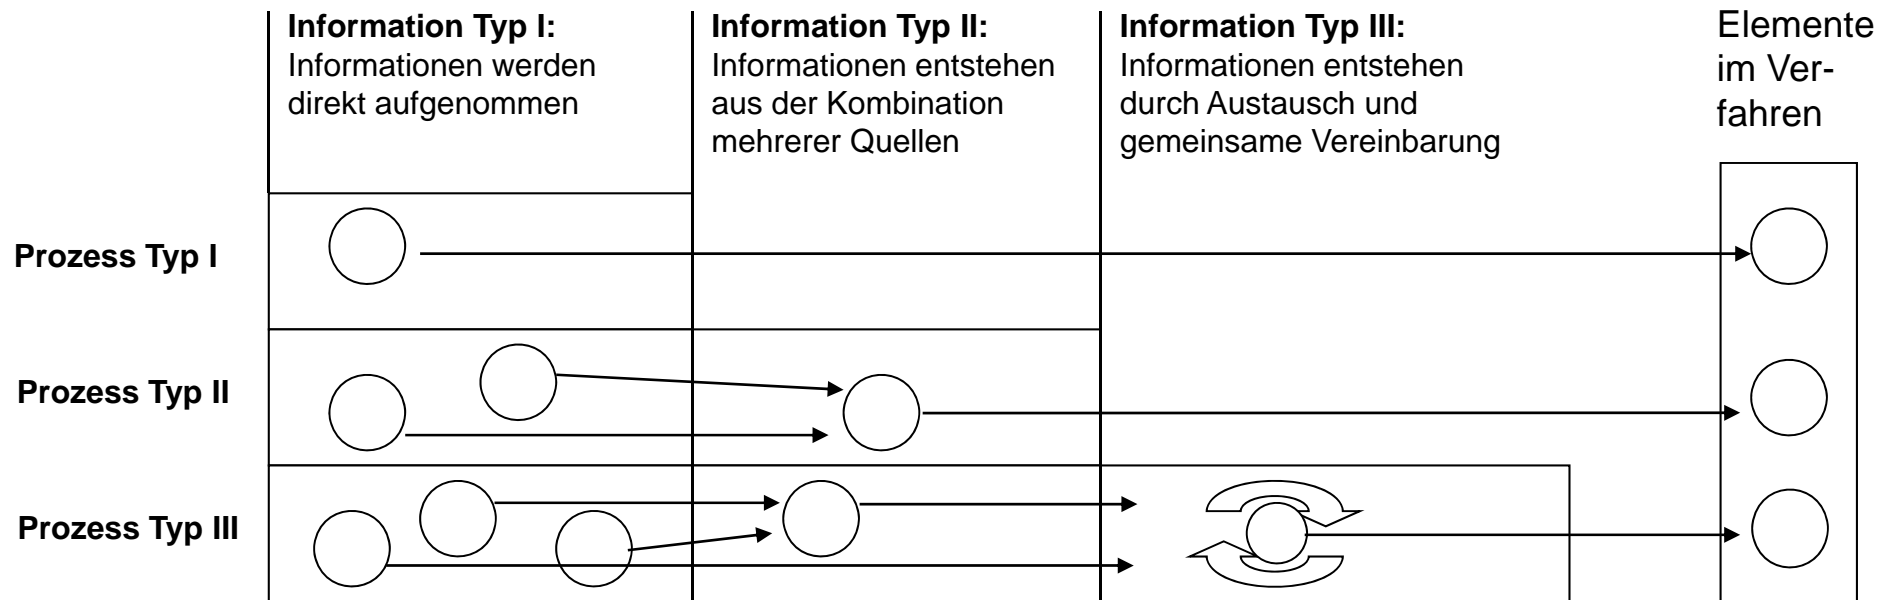 Information Typ I:
Informationen werden
direkt aufgenommen
Information Typ II:
Informationen entstehen
aus der Kombination
mehrerer Quellen
Information Typ III:
Informationen entstehen
durch Austausch und
gemeinsame Vereinbarung
Elemente
im Ver-
fahren
Prozess Typ I
Prozess Typ II
Prozess Typ III